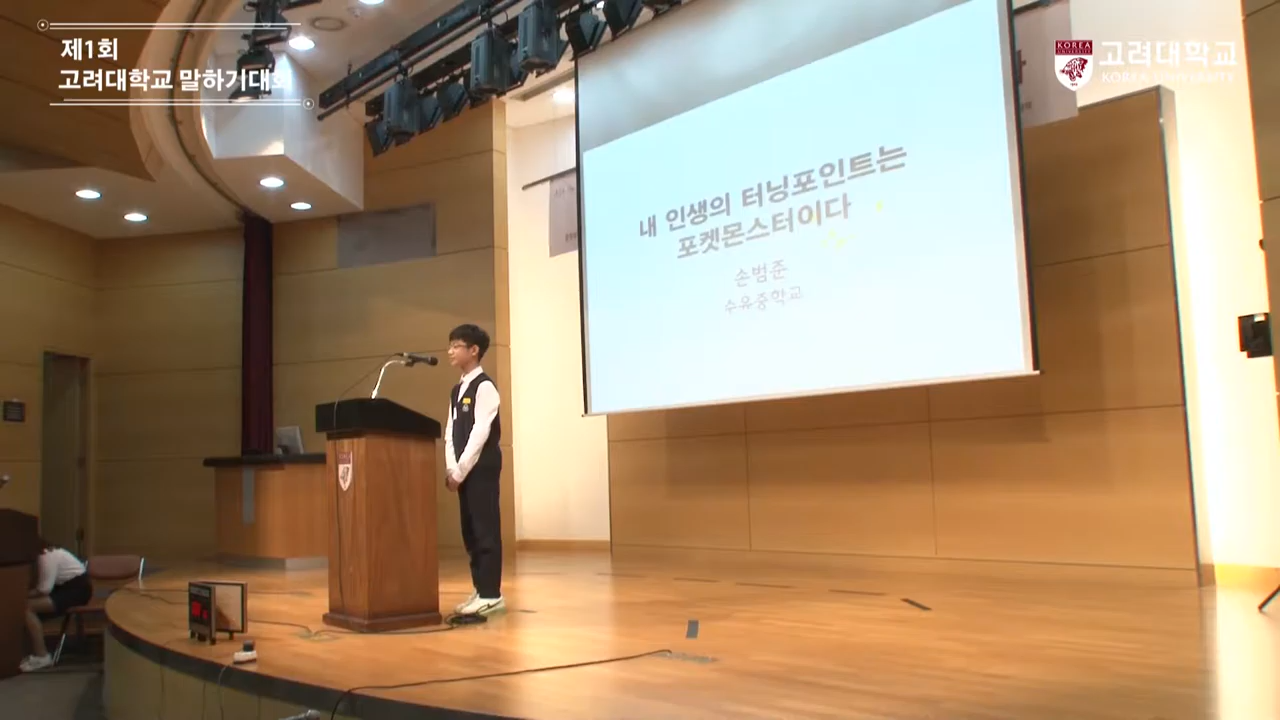 제1회
고려대학교 말하기대회
KOREA
UNIVERSITY
고려대학교
KOREA UNIVERSITY
내 인생의 터닝포인트는
포켓몬스터이다
손범준
수유중학교